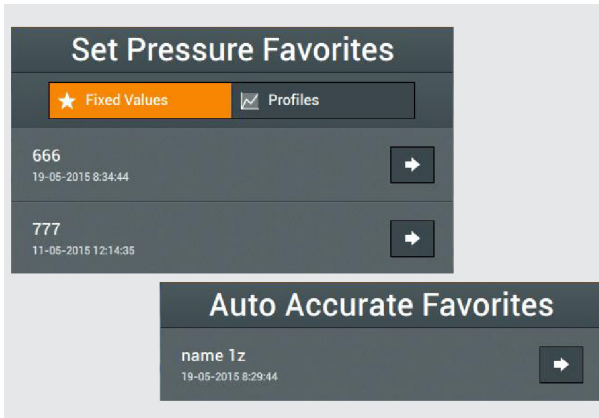 Set Pressure Favorites
Fixed Values Profiles
666
19-05-2015 8:34:44
777
11-05-2015 12:14:35
Auto Accurate Favorites
name 1z
19-05-2015 8:29:44